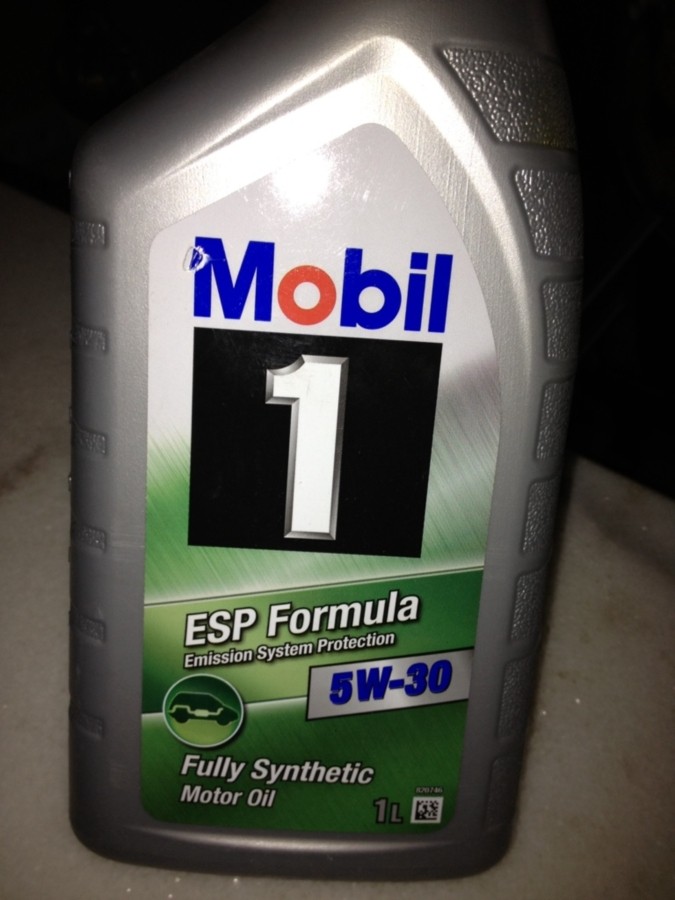 Mobil
1
ESP Formula
Emission System Protection
5W-30
Fully Synthetic
Motor Oil
1L